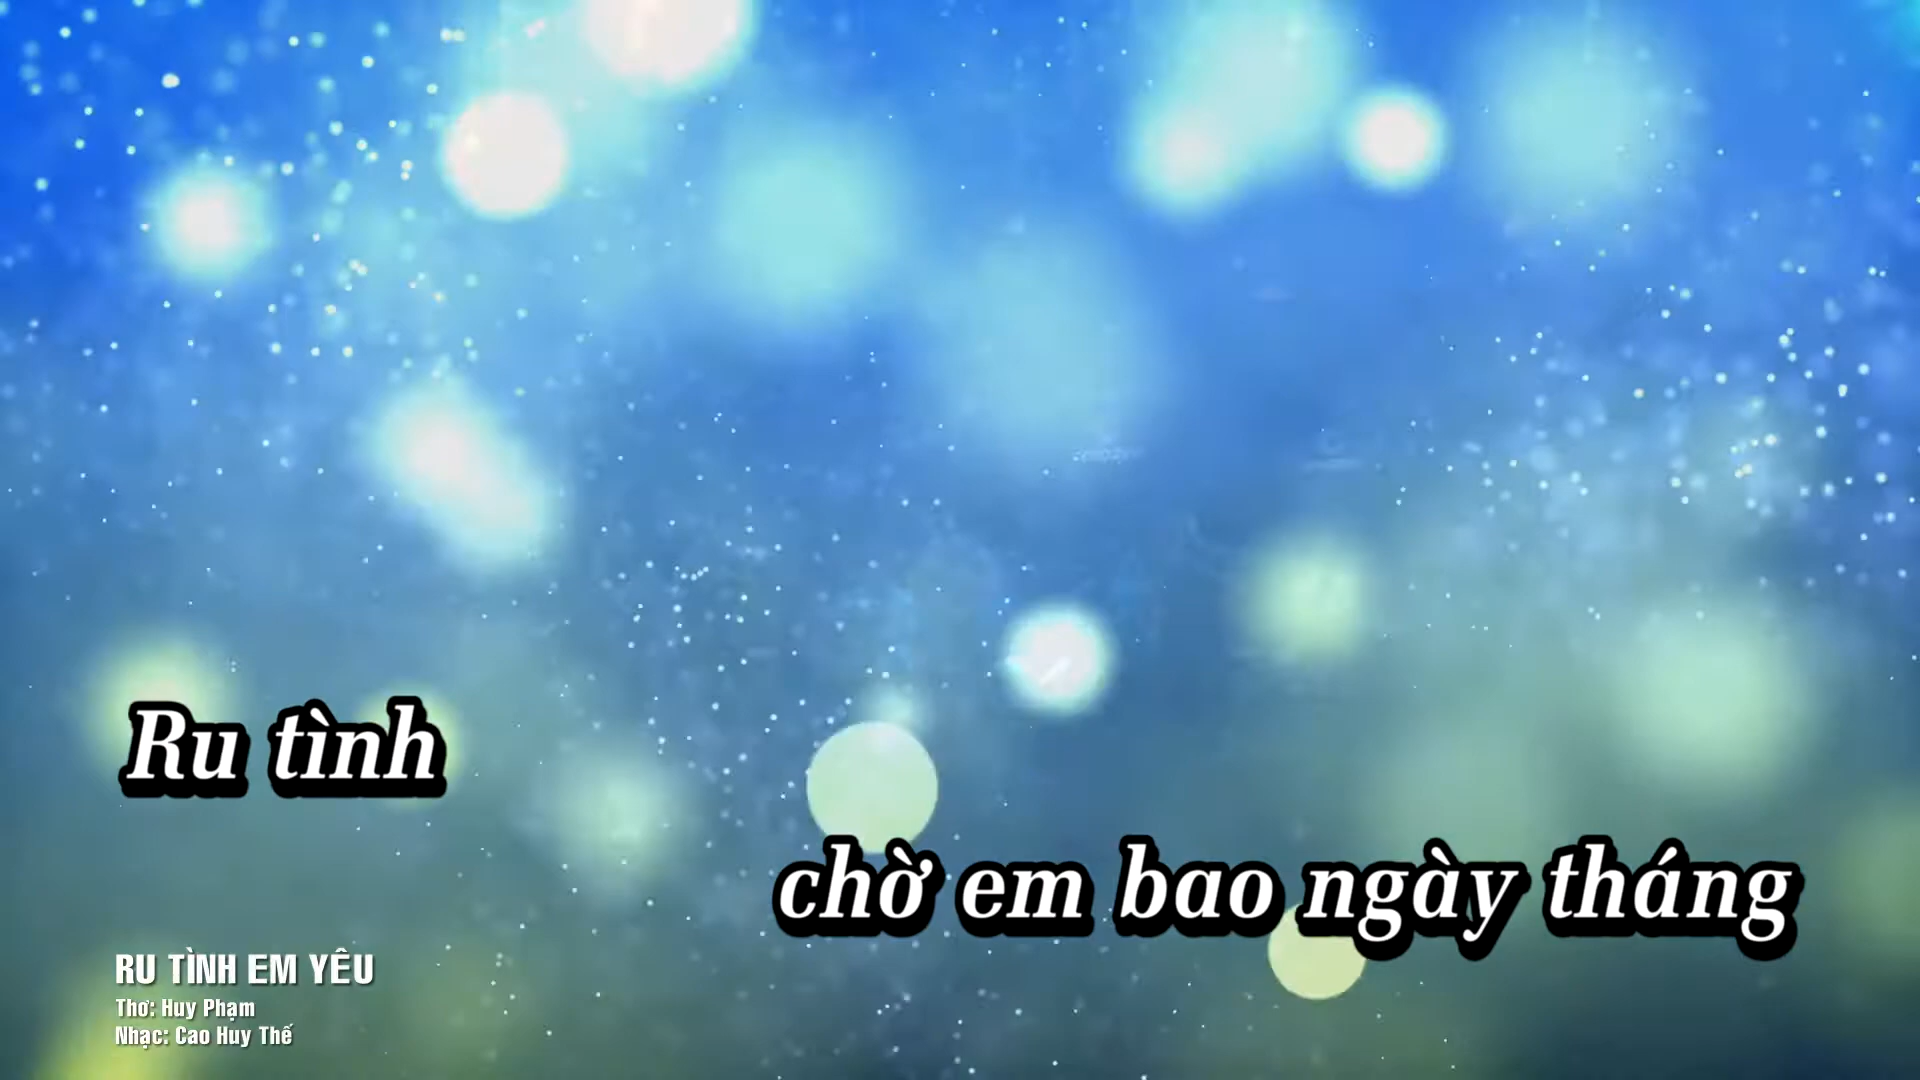 Ru tình
chờ em bao ngày tháng
RU TÌNH EM YÊU
Thơ: Huy Phạm
Nhạc: Cao Huy Thế